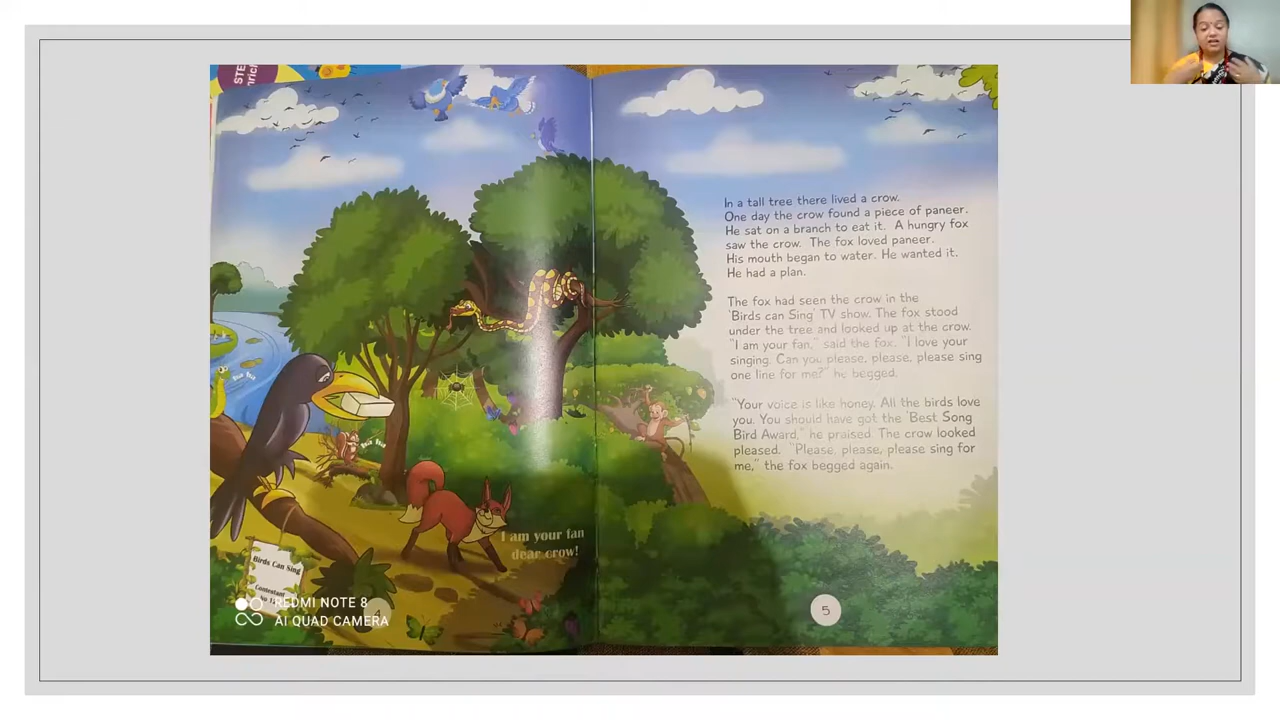 STE
nrich
Ha Ha!
Ha Ha!
I am your fan
dear crow!
Birds Can Sing
Contestant
REDMI NOTE 8
AI QUAD CAMERA
In a tall tree there lived a crow.
One day the crow found a piece of paneer.
He sat on a branch to eat it. A hungry fox
saw the crow. The fox loved paneer.
His mouth began to water. He wanted it.
He had a plan.
The fox had seen the crow in the
'Birds can Sing' TV show. The fox stood
under the tree and looked up at the crow.
"I am your fan," said the fox. "I love your
singing. Can you please, please, please sing
one line for me?" he begged.
"Your voice is like honey. All the birds love
you. You should have got the 'Best Song
Bird Award," he praised. The crow looked
pleased. "Please, please, please sing for
me," the fox begged again.
5